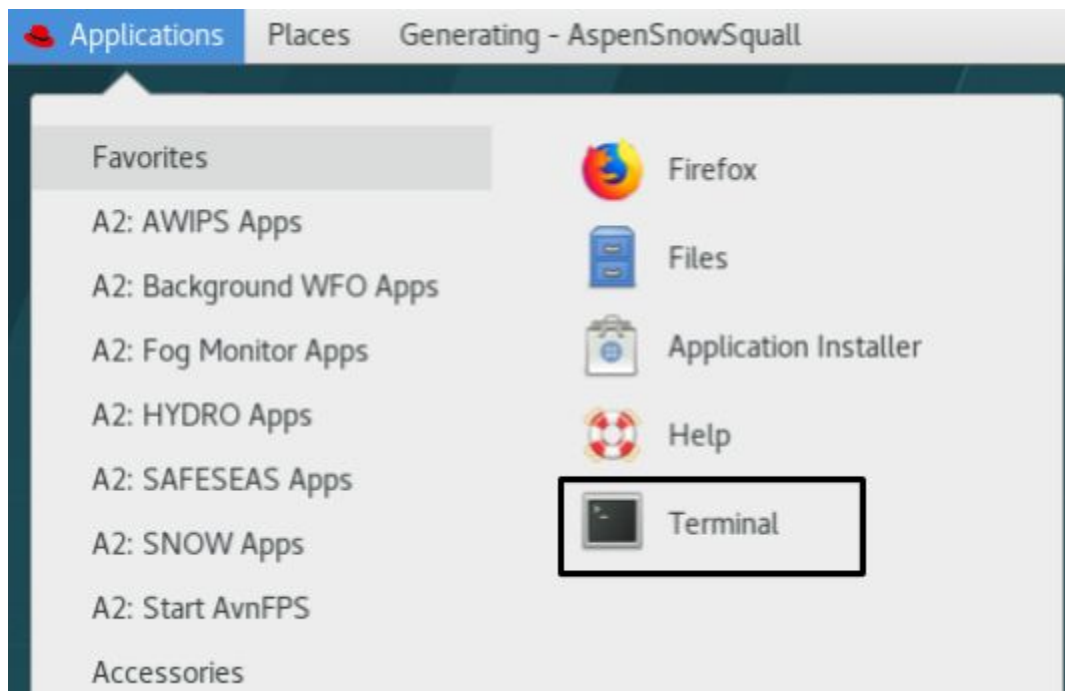 Applications Places Generating - AspenSnowSquall
Favorites
A2: AWIPS Apps
A2: Background WFO Apps
A2: Fog Monitor Apps
A2: HYDRO Apps
A2: SAFESEAS Apps
A2: SNOW Apps
A2: Start AvnFPS
Accessories
Firefox
Files
Application Installer
Help
Terminal